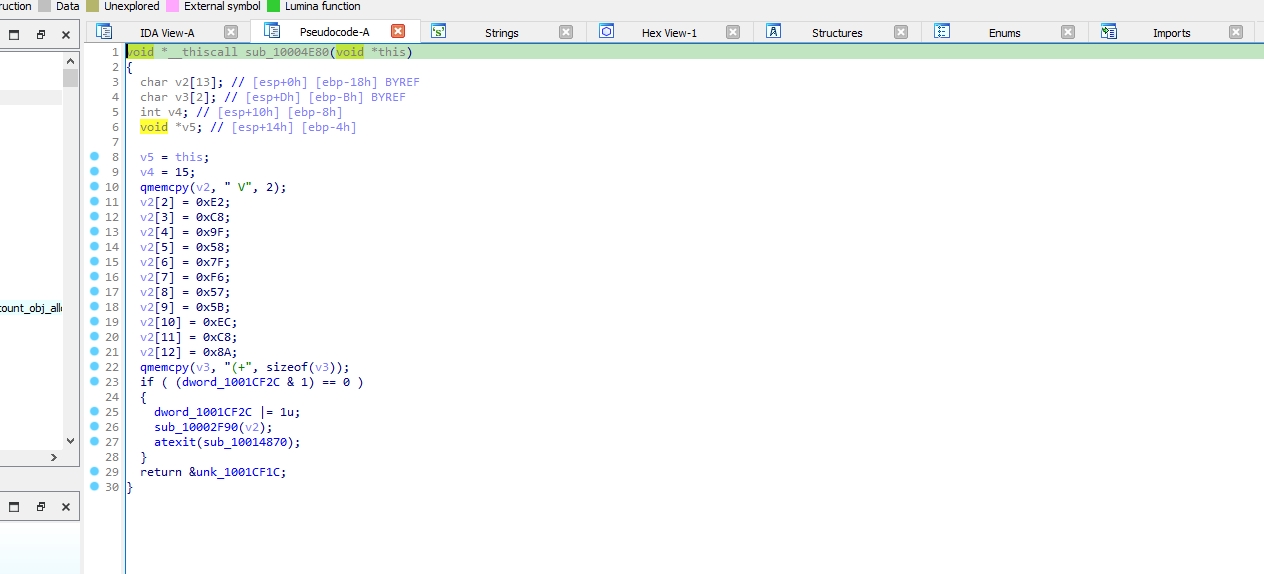 ruction Data Unexplored External symbol Lumina function
IDA View-A Pseudocode-A Strings Hex View-1 Structures Enums Imports
1 void *__thiscall sub_10004E80(void *this)
2 {
3 char v2[13]; // [esp+0h] [ebp-18h] BYREF
4 char v3[2]; // [esp+Dh] [ebp-Bh] BYREF
5 int v4; // [esp+10h] [ebp-8h]
6 void *v5; // [esp+14h] [ebp-4h]
7
8 v5 = this;
9 v4 = 15;
10 qmemcpy(v2, " V", 2);
11 v2[2] = 0xE2;
12 v2[3] = 0xC8;
13 v2[4] = 0x9F;
14 v2[5] = 0x58;
15 v2[6] = 0x7F;
16 v2[7] = 0xF6;
17 v2[8] = 0x57;
18 v2[9] = 0x5B;
19 v2[10] = 0xEC;
20 v2[11] = 0xC8;
21 v2[12] = 0x8A;
22 qmemcpy(v3, "(+", sizeof(v3));
23 if ( (dword_1001CF2C & 1) == 0 )
24 {
25 dword_1001CF2C |= 1u;
26 sub_10002F90(v2);
27 atexit(sub_10014870);
28 }
29 return &unk_1001CF1C;
30 }
count_obj_all